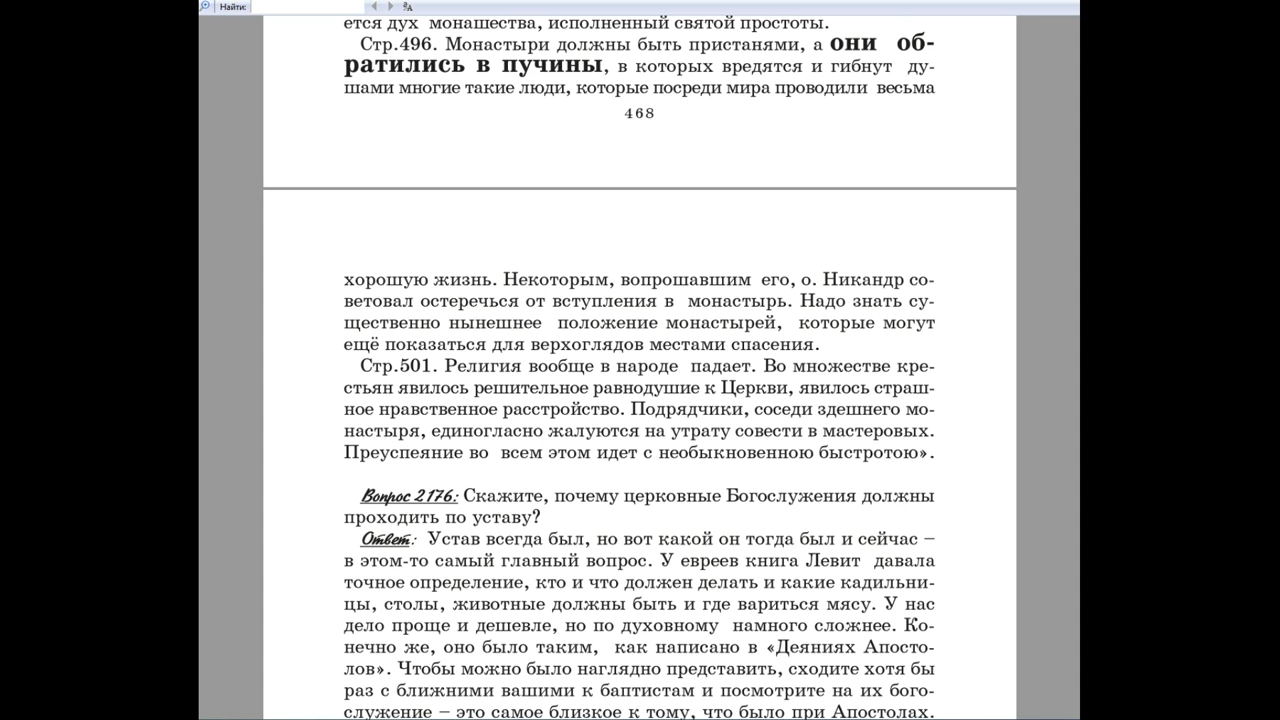 Найти:
ется дух монашества, исполненный святой простоты.
Стр.496. Монастыри должны быть пристанями, а они об-
ратились в пучины, в которых вредятся и гибнут ду-
шами многие такие люди, которые посреди мира проводили весьма
468
хорошую жизнь. Некоторым, вопрошавшим его, о. Никандр со-
ветовал остеречься от вступления в монастырь. Надо знать су-
щественно нынешнее положение монастырей, которые могут
ещё показаться для верхоглядов местами спасения.
Стр.501. Религия вообще в народе падает. Во множестве кре-
стьян явилось решительное равнодушие к Церкви, явилось страш-
ное нравственное расстройство. Подрядчики, соседи здешнего мо-
настыря, единогласно жалуются на утрату совести в мастеровых.
Преуспеяние во всем этом идет с необыкновенною быстротою».
Вопрос 2176: Скажите, почему церковные Богослужения должны
проходить по уставу?
Ответ: Устав всегда был, но вот какой он тогда был и сейчас –
в этом-то самый главный вопрос. У евреев книга Левит давала
точное определение, кто и что должен делать и какие кадильни-
цы, столы, животные должны быть и где вариться мясу. У нас
дело проще и дешевле, но по духовному намного сложнее. Ко-
нечно же, оно было таким, как написано в «Деяниях Апосто-
лов». Чтобы можно было наглядно представить, сходите хотя бы
раз с ближними вашими к баптистам и посмотрите на их бого-
служение – это самое близкое к тому, что было при Апостолах.